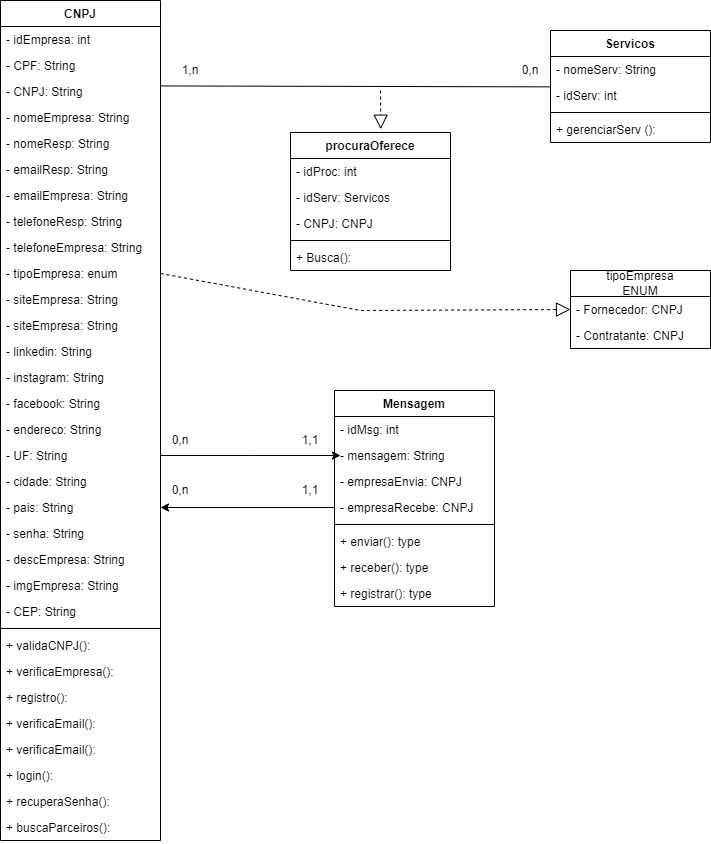 CNPJ
- idEmpresa: int
- CPF: String
- CNPJ: String
- nomeEmpresa: String
- nomeResp: String
- emailResp: String
- emailEmpresa: String
- telefoneResp: String
- telefoneEmpresa: String
- tipoEmpresa: enum
- siteEmpresa: String
- siteEmpresa: String
- linkedin: String
- instagram: String
- facebook: String
- endereco: String
- UF: String
- cidade: String
- pais: String
- senha: String
- descEmpresa: String
- imgEmpresa: String
- CEP: String
+ validaCNPJ():
+ verificaEmpresa():
+ registro():
+ verificaEmail():
+ verificaEmail():
+ login():
+ recuperaSenha():
+ buscaParceiros():
1,n
0,n
Servicos
- nomeServ: String
- idServ: int
+ gerenciarServ ():
procuraOferece
- idProc: int
- idServ: Servicos
- CNPJ: CNPJ
+ Busca():
tipoEmpresa
ENUM
- Fornecedor: CNPJ
- Contratante: CNPJ
0,n
1,1
0,n
1,1
Mensagem
- idMsg: int
- mensagem: String
- empresaEnvia: CNPJ
- empresaRecebe: CNPJ
+ enviar(): type
+ receber(): type
+ registrar(): type